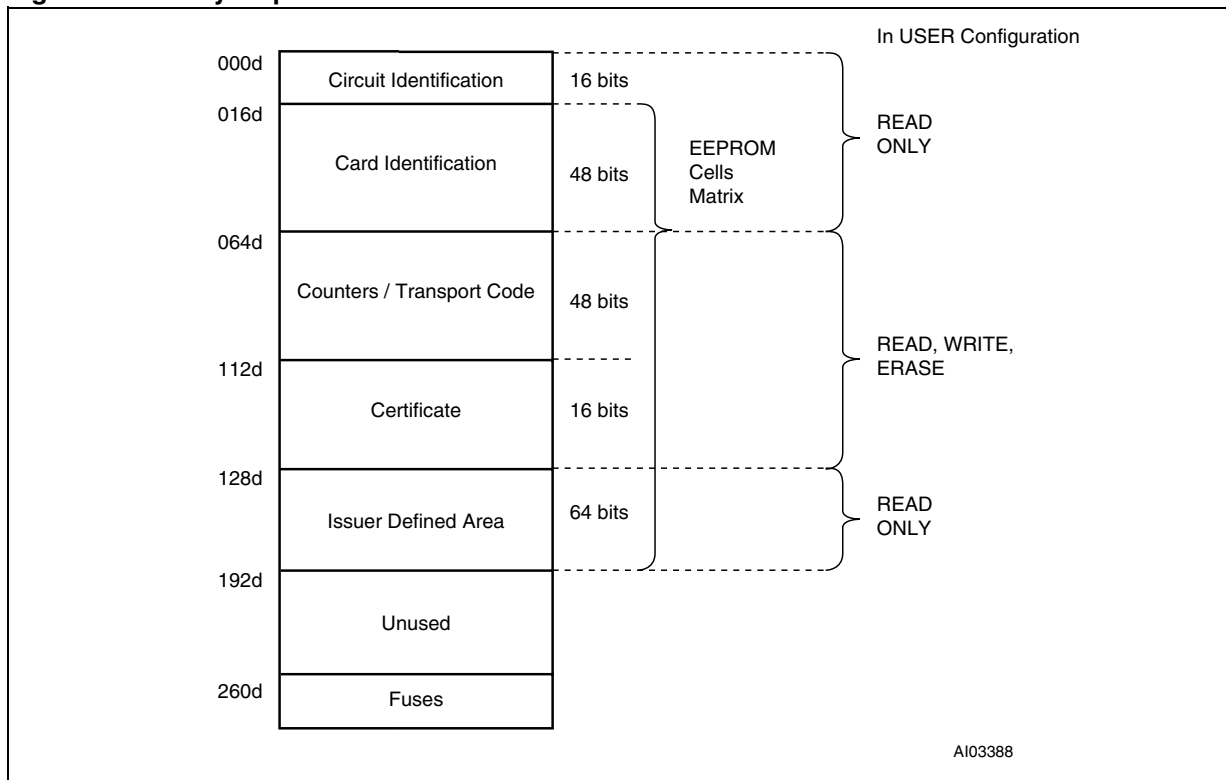 In USER Configuration
000d
Circuit Identification
16 bits
016d
READ
ONLY
EEPROM
Cells
Matrix
Card Identification
48 bits
064d
Counters / Transport Code
48 bits
READ, WRITE,
ERASE
112d
Certificate
16 bits
128d
READ
ONLY
Issuer Defined Area
64 bits
192d
Unused
260d
Fuses
AI03388